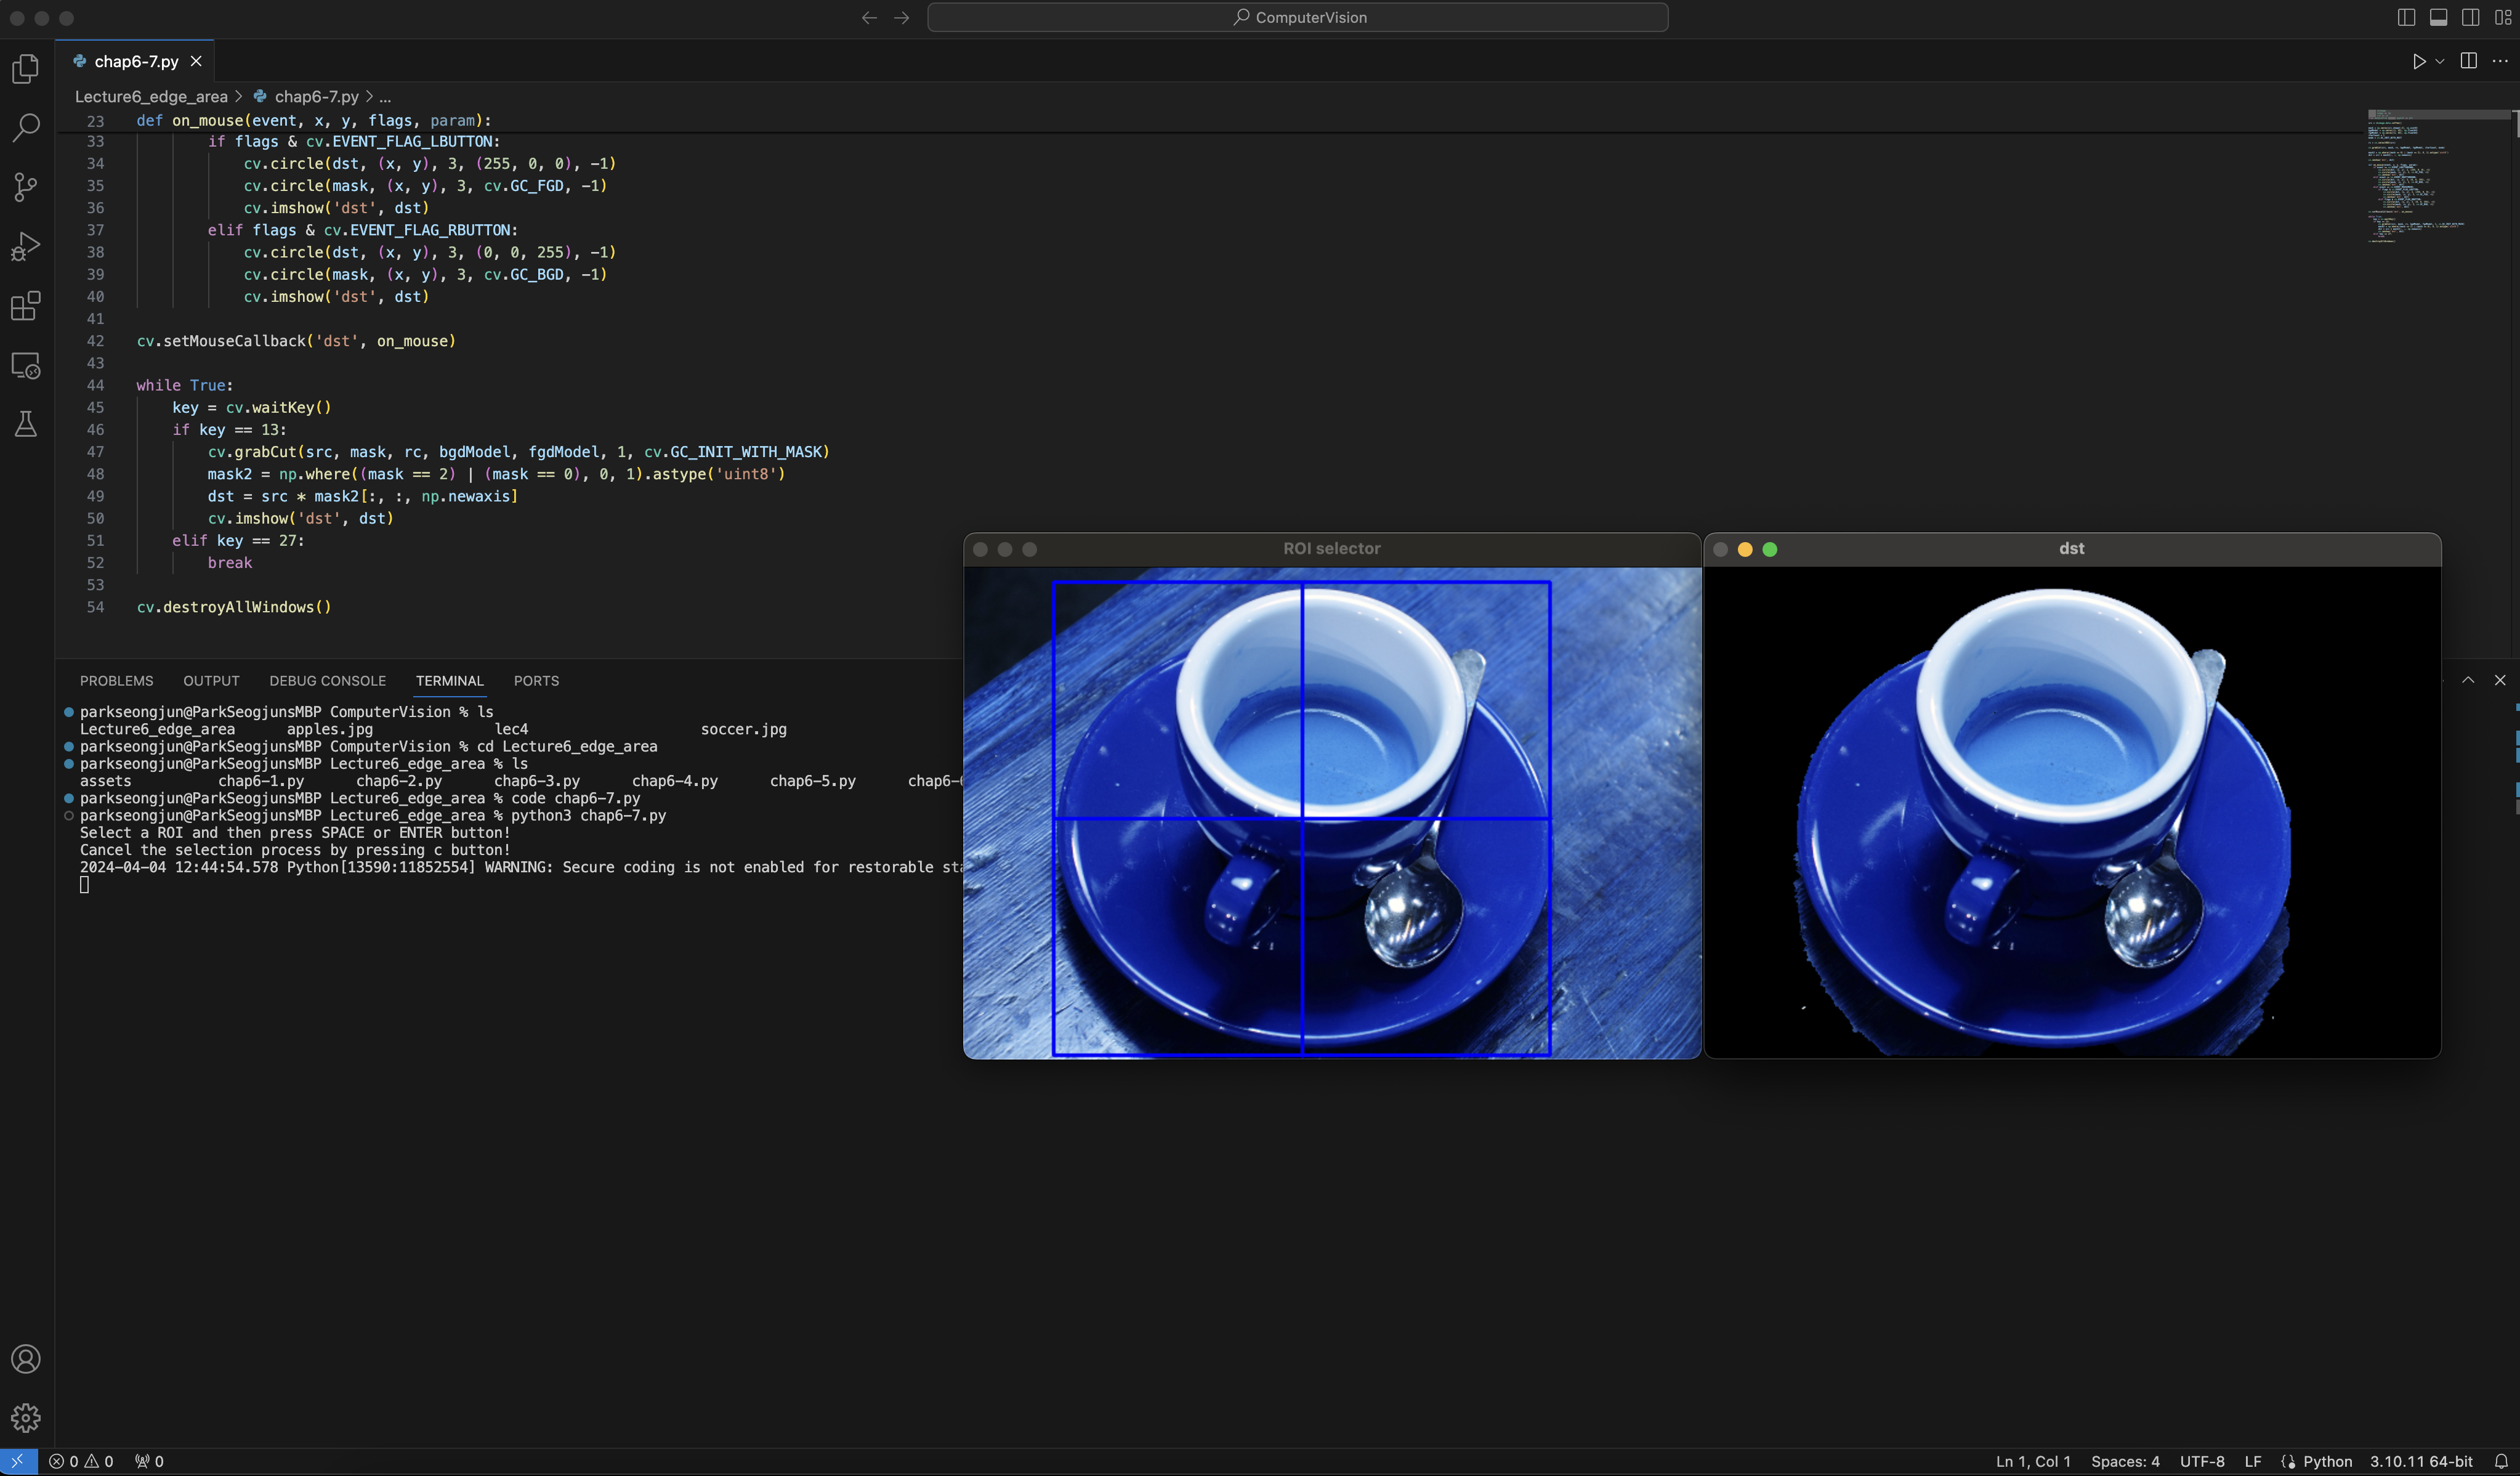 ComputerVision
chap6-7.py
Lecture6_edge_area > chap6-7.py > ...
23 def on_mouse(event, x, y, flags, param):
33 if flags & cv.EVENT_FLAG_LBUTTON:
34 cv.circle(dst, (x, y), 3, (255, 0, 0), -1)
35 cv.circle(mask, (x, y), 3, cv.GC_FGD, -1)
36 cv.imshow('dst', dst)
37 elif flags & cv.EVENT_FLAG_RBUTTON:
38 cv.circle(dst, (x, y), 3, (0, 0, 255), -1)
39 cv.circle(mask, (x, y), 3, cv.GC_BGD, -1)
40 cv.imshow('dst', dst)
41
42 cv.setMouseCallback('dst', on_mouse)
43
44 while True:
45 key = cv.waitKey()
46 if key == 13:
47 cv.grabCut(src, mask, rc, bgdModel, fgdModel, 1, cv.GC_INIT_WITH_MASK)
48 mask2 = np.where((mask == 2) | (mask == 0), 0, 1).astype('uint8')
49 dst = src * mask2[:, :, np.newaxis]
50 cv.imshow('dst', dst)
51 elif key == 27:
52 break
53
54 cv.destroyAllWindows()
ROI selector
dst
PROBLEMS OUTPUT DEBUG CONSOLE TERMINAL PORTS
parkseongjun@ParkSeogjunsMBP ComputerVision % ls
Lecture6_edge_area apples.jpg lec4 soccer.jpg
parkseongjun@ParkSeogjunsMBP ComputerVision % cd Lecture6_edge_area
parkseongjun@ParkSeogjunsMBP Lecture6_edge_area % ls
assets chap6-1.py chap6-2.py chap6-3.py chap6-4.py chap6-5.py chap6-6
parkseongjun@ParkSeogjunsMBP Lecture6_edge_area % code chap6-7.py
parkseongjun@ParkSeogjunsMBP Lecture6_edge_area % python3 chap6-7.py
Select a ROI and then press SPACE or ENTER button!
Cancel the selection process by pressing c button!
2024-04-04 12:44:54.578 Python[13590:11852554] WARNING: Secure coding is not enabled for restorable sta
0 0 0
Ln 1, Col 1 Spaces: 4 UTF-8 LF Python 3.10.11 64-bit